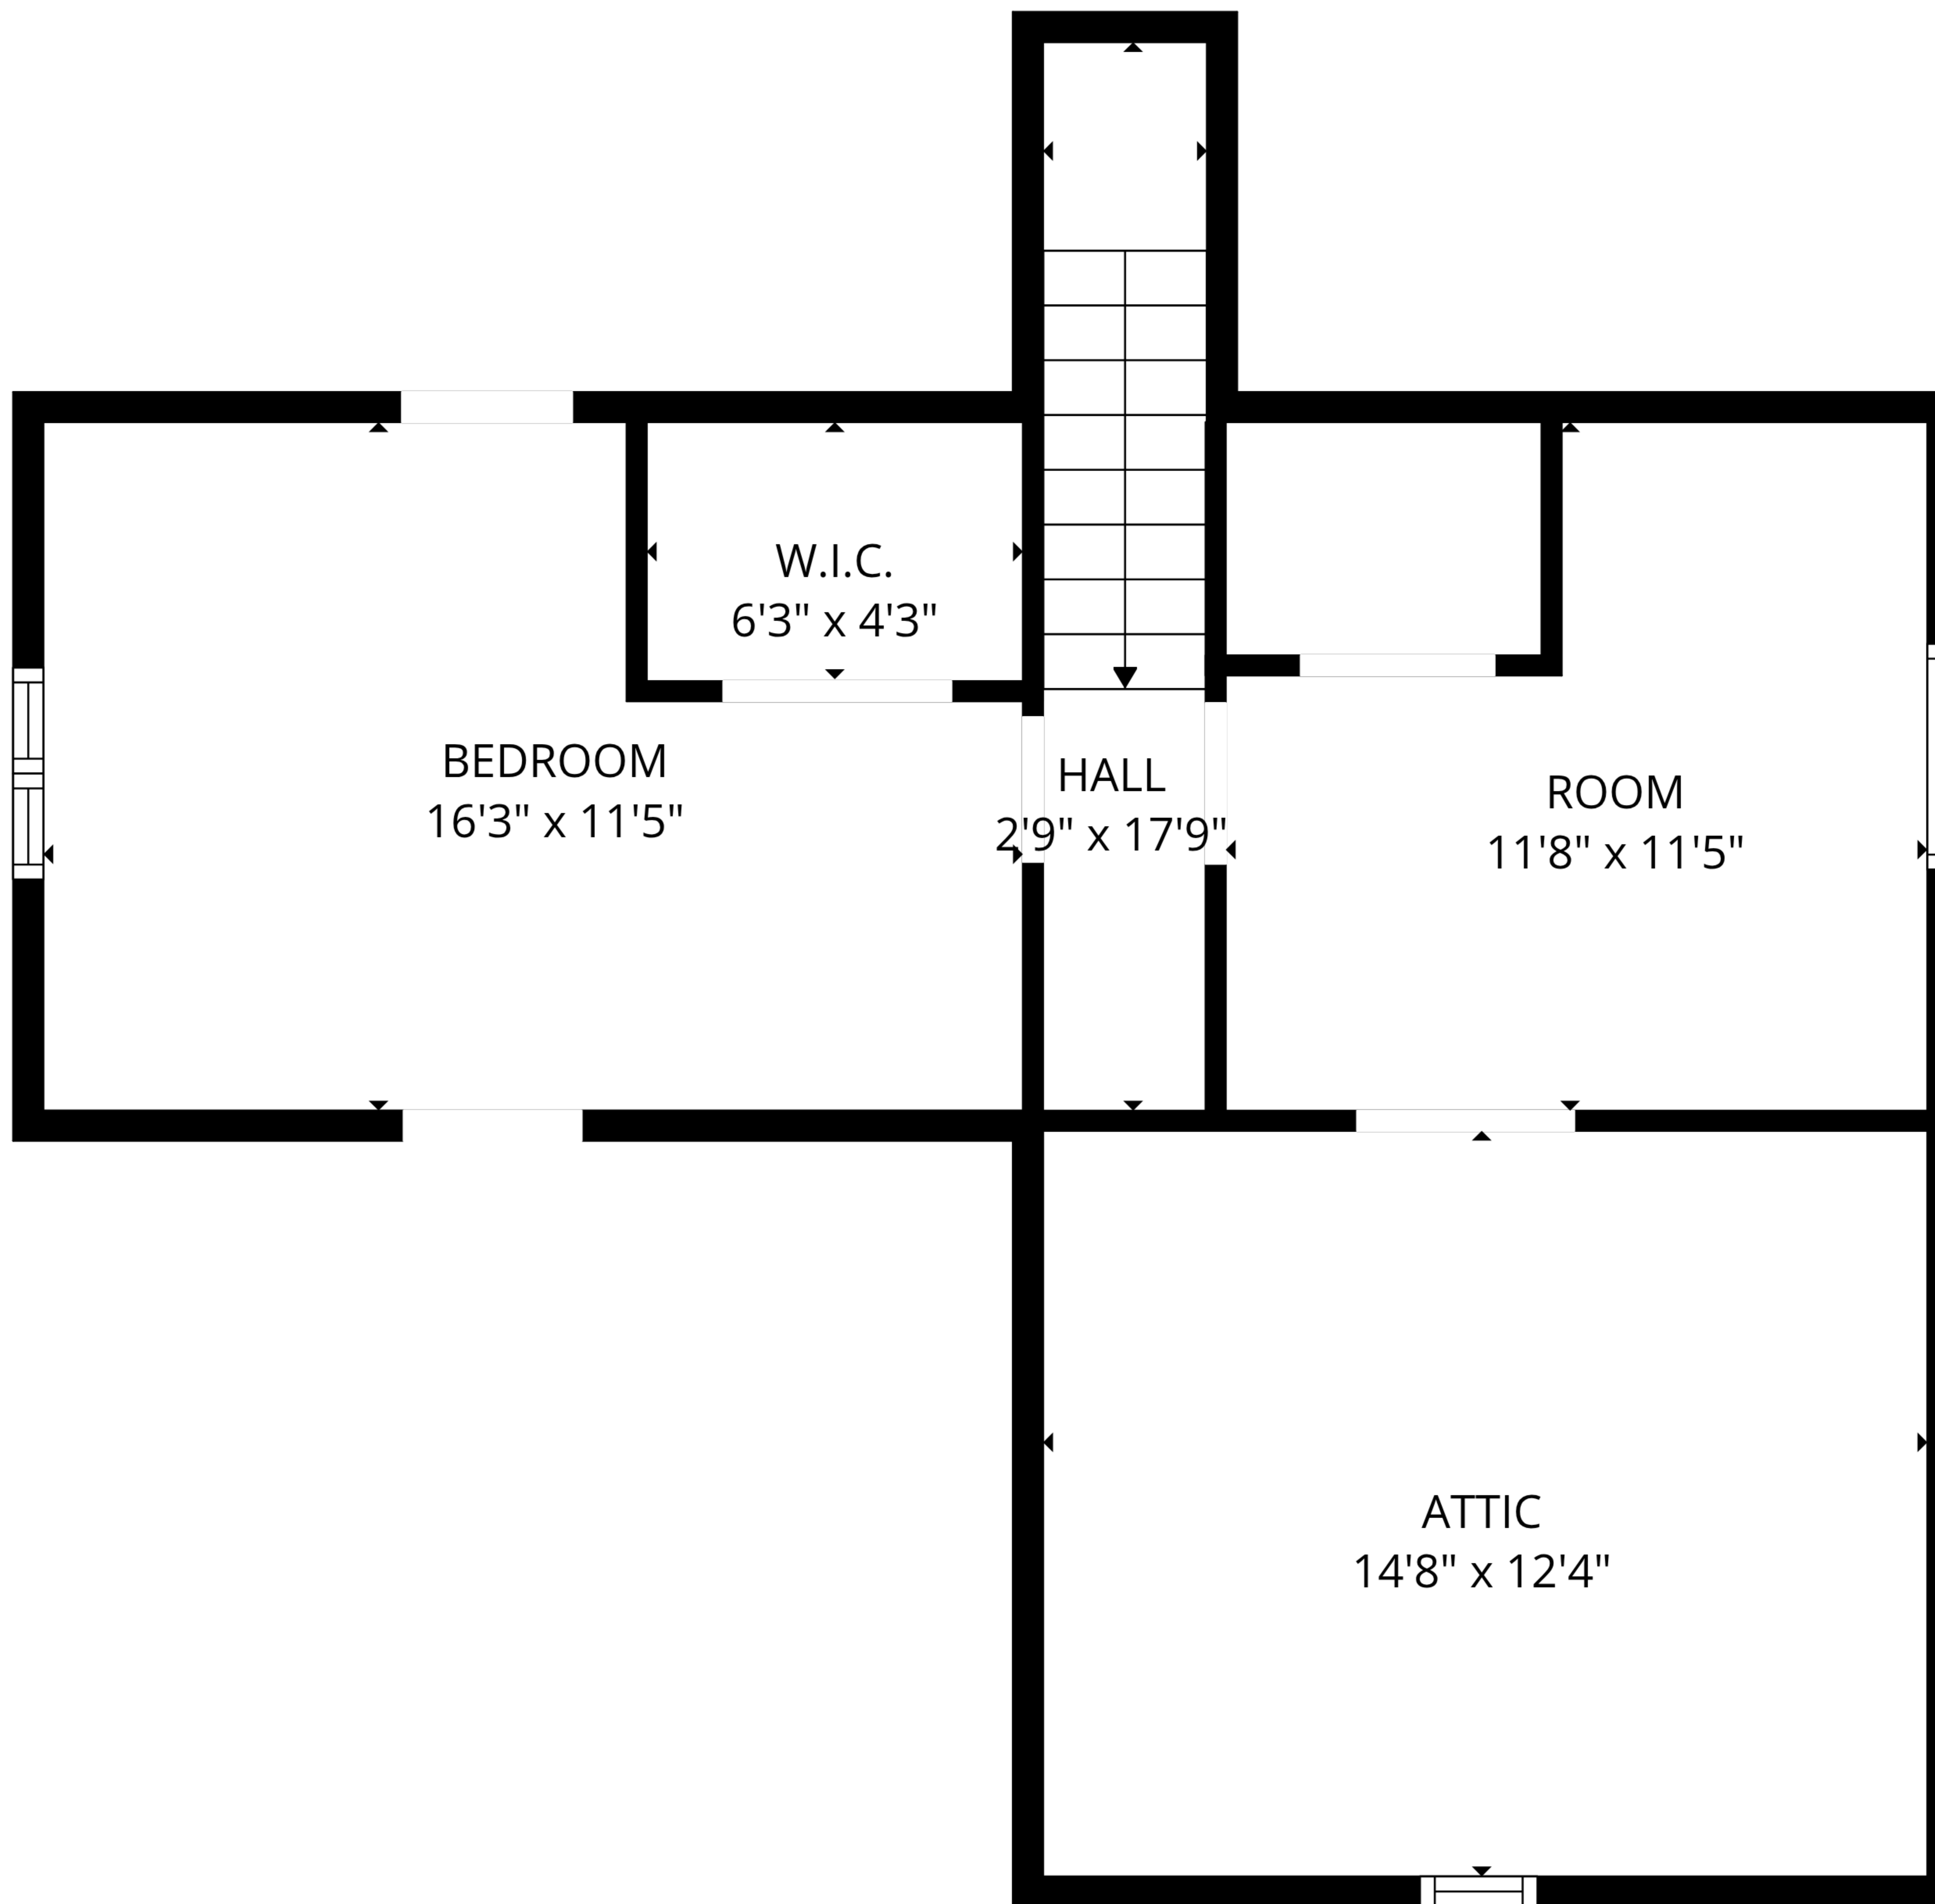 W.I.C.
6'3" x 4'3"
BEDROOM
16'3" x 11'5"
HALL
2'9" x 17'9"
ROOM
11'8" x 11'5"
ATTIC
14'8" x 12'4"